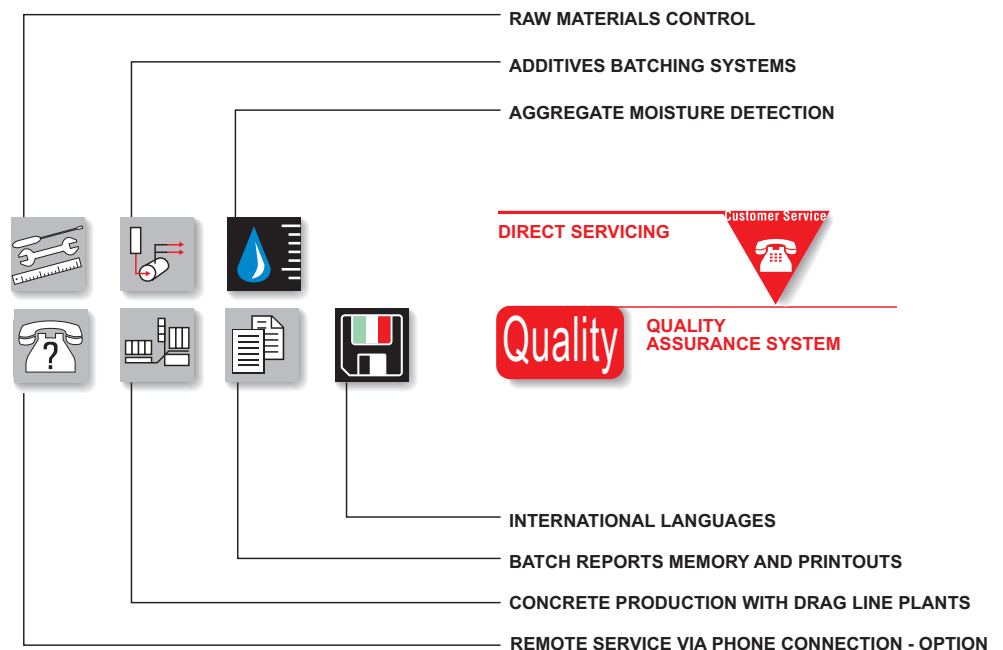 RAW MATERIALS CONTROL
ADDITIVES BATCHING SYSTEMS
AGGREGATE MOISTURE DETECTION
Customer Service
DIRECT SERVICING
?
Quality
QUALITY
ASSURANCE SYSTEM
INTERNATIONAL LANGUAGES
BATCH REPORTS MEMORY AND PRINTOUTS
CONCRETE PRODUCTION WITH DRAG LINE PLANTS
REMOTE SERVICE VIA PHONE CONNECTION - OPTION